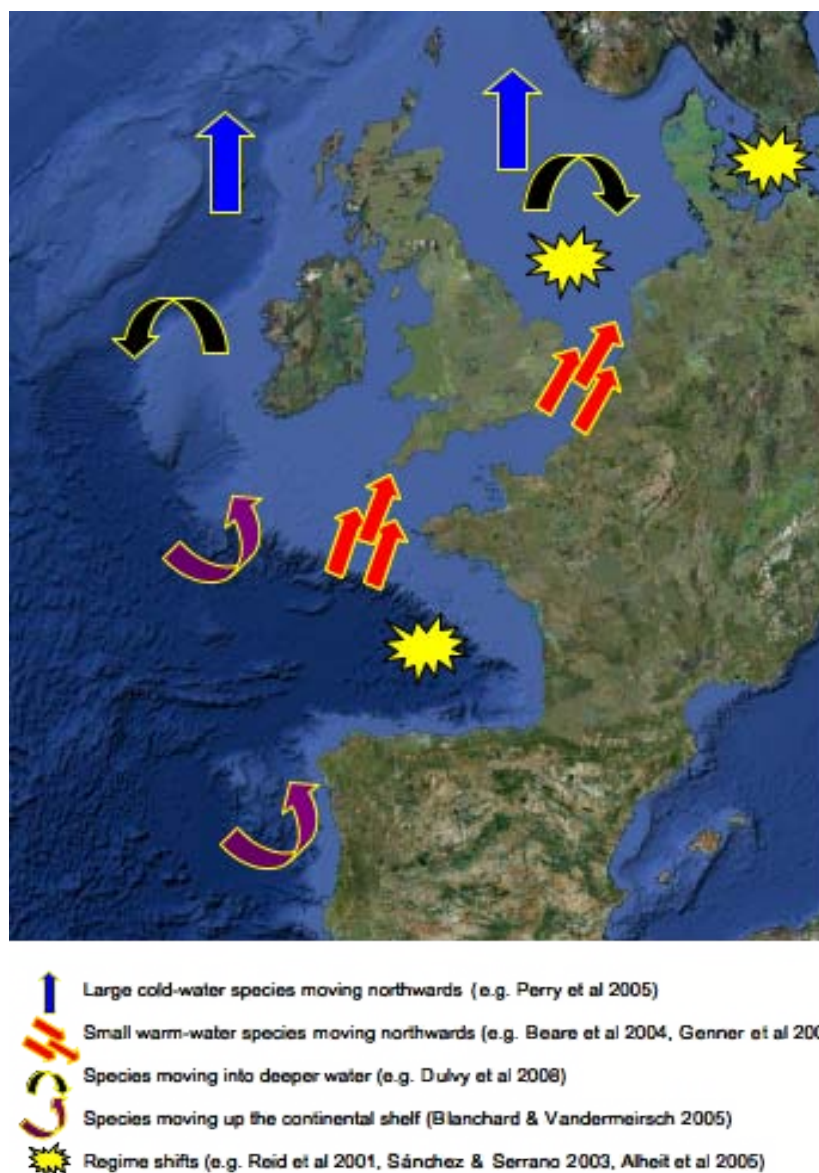 Large cold-water species moving northwards (e.g. Perry et al 2005)
Small warm-water species moving northwards (e.g. Beare et al 2004, Genner et al 200
Species moving into deeper water (e.g. Dulvy et al 2008)
Species moving up the continental shelf (Blanchard & Vandermeirsch 2005)
Regime shifts (e.g. Reid et al 2001, Sánchez & Serrano 2003, Alheit et al 2005)